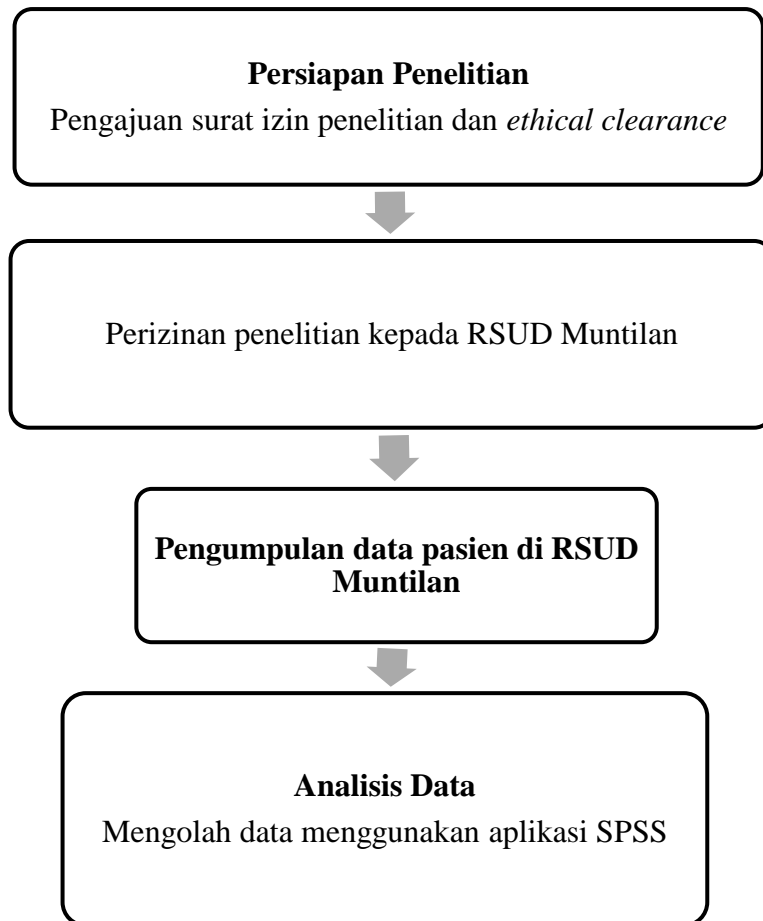 Persiapan Penelitian
Pengajuan surat izin penelitian dan ethical clearance
Perizinan penelitian kepada RSUD Muntilan
Pengumpulan data pasien di RSUD
Muntilan
Analisis Data
Mengolah data menggunakan aplikasi SPSS